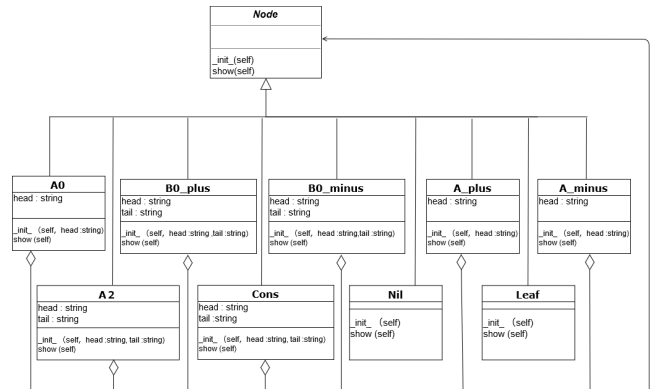 Node
_init_(self)
show(self)
A0
head : string
_init_ (self, head:string)
show (self)
B0_plus
head : string
tail : string
_init_ (self, head :string ,tail :string)
show (self)
B0_minus
head : string
tail : string
_init_ (self, head :string,tail :string)
show (self)
A_plus
head : string
_init_ (self, head :string)
show (self)
A_minus
head : string
_init_ (self, head :string)
show (self)
A2
head : string
tail : string
_init_ (self, head :string, tail :string)
show (self)
Cons
head : string
tail :string
_init_ (self, head :string, tail :string)
show (self)
Nil
_init_ (self)
show (self)
Leaf
_init_ (self)
show (self)